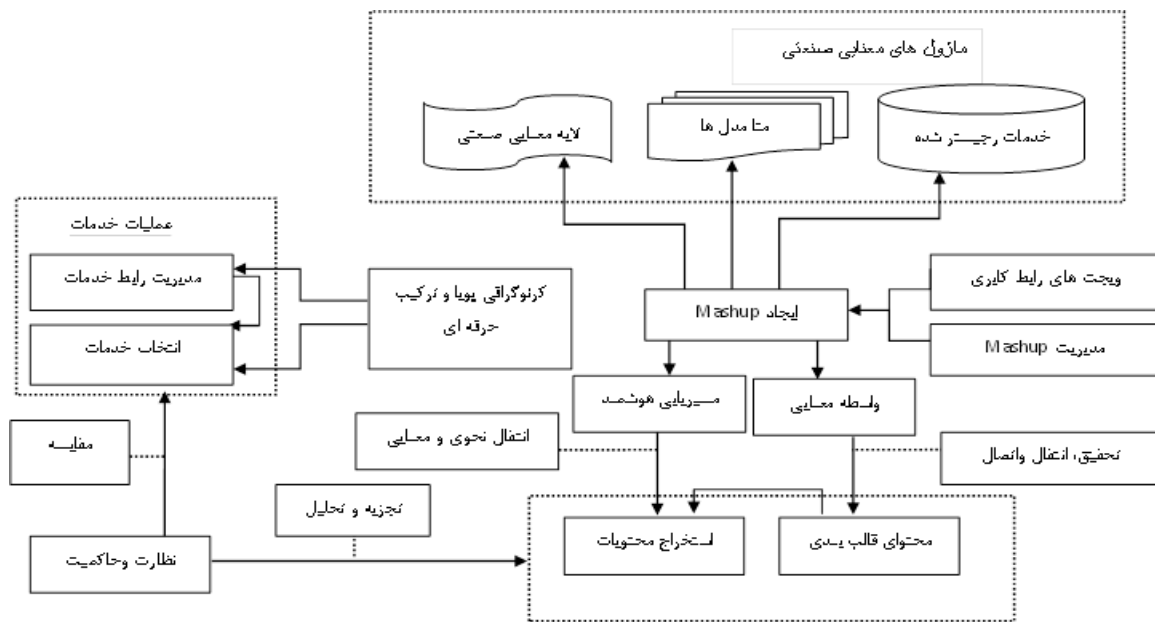 ماژول های معنایی صنعتی
خدمات رجیستر شده
متا مدل ها
لایه معنایی صنعتی
عملیات خدمات
مدیریت رابط خدمات
انتخاب خدمات
کرئوگرافی پویا و ترکیب
حرفه ای
ایجاد Mashup
ویجت های رابط کابری
مدیریت Mashup
مسیریابی هوشمند
واسطه معنایی
مقایسه
انتقال نحوی و معنایی
تحقیق، انتقال واتصال
تجزیه و تحلیل
نظارت وحاکمیت
استخراج محتویات
محتوای قالب بندی